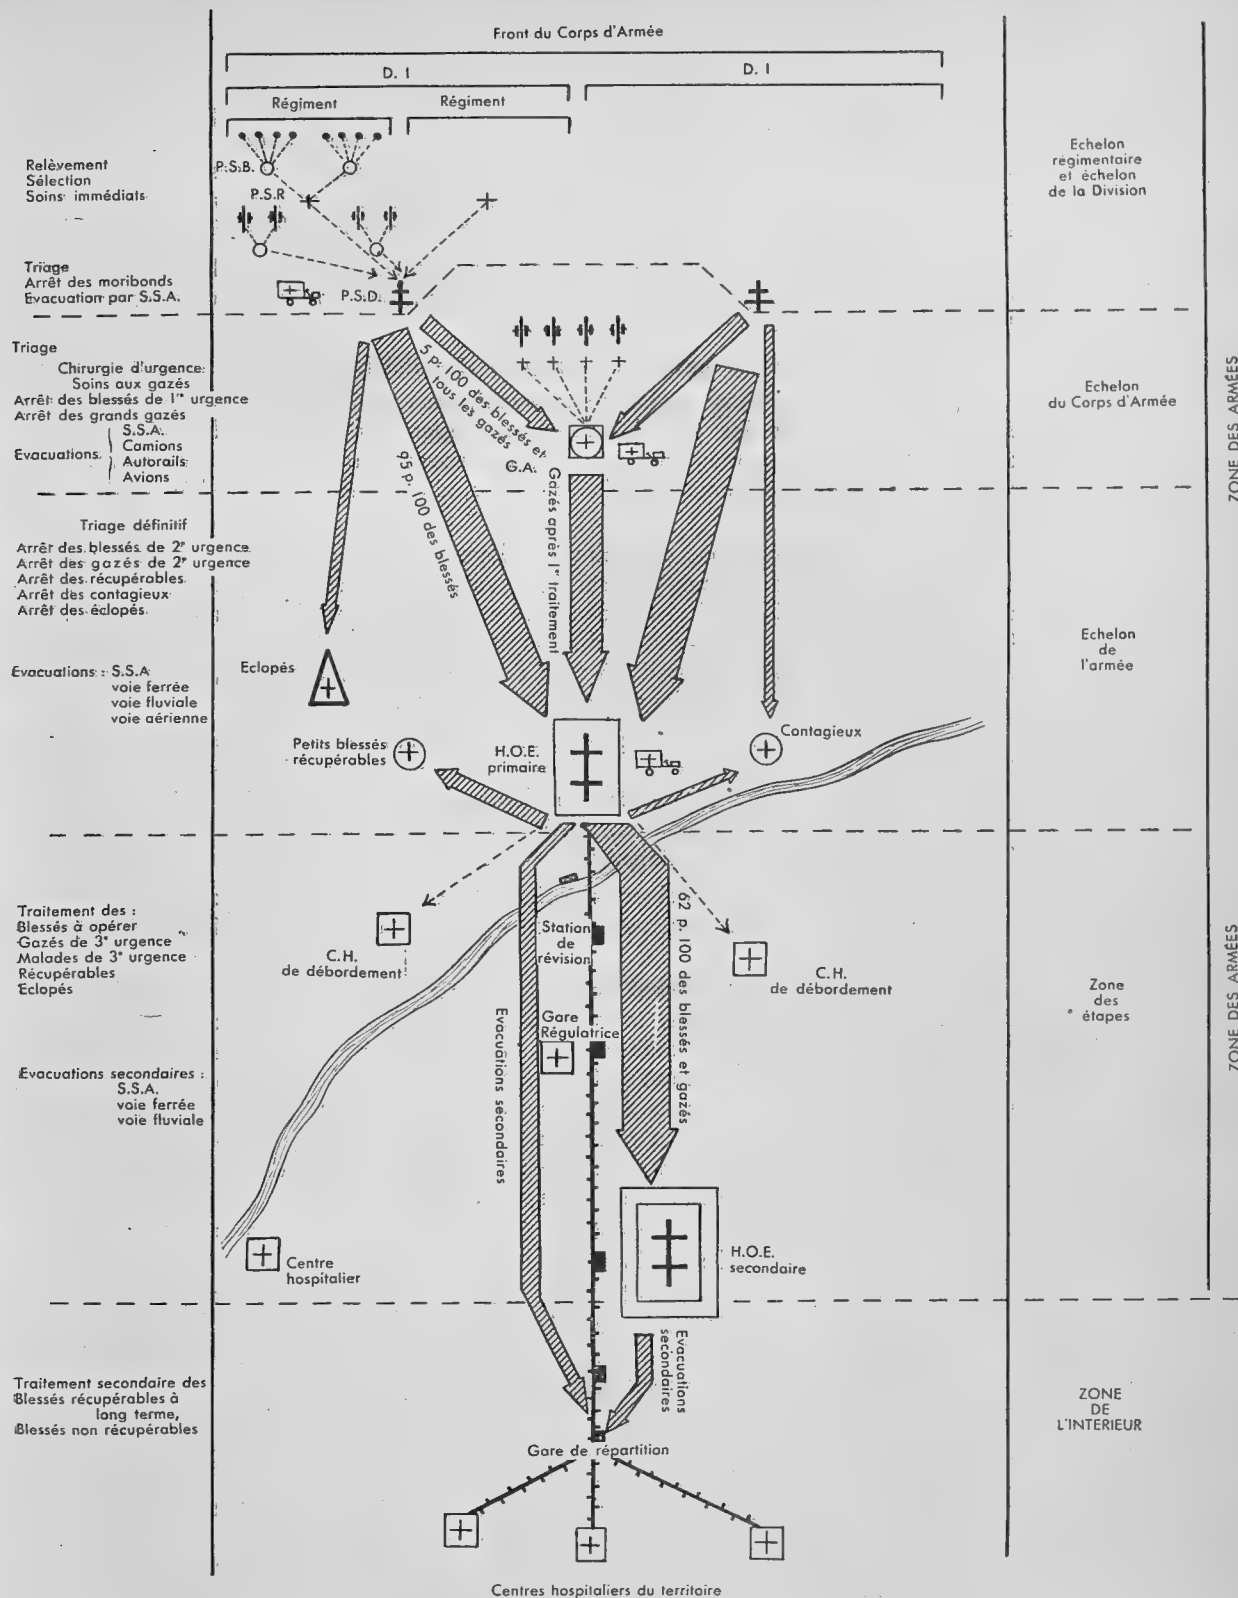 Front du Corps d'Armée
D. I
D. I
Régiment
Régiment
Relèvement
Sélection
Soins immédiats
P.S.B.
P.S.R
Echelon
régimentaire
et échelon
de la Division
Triage
Arrêt des moribonds
Evacuation par S.S.A.
P.S.D.
Triage
Chirurgie d'urgence
Soins aux gazés
Arrêt des blessés de 1re urgence
Arrêt des grands gazés
Evacuations
S.S.A.
Camions
Autorails
Avions
5 p. 100 des blessés et
tous les gazés
G.A.
95 p. 100 des blessés
Gazés après 1er traitement
Echelon
du Corps d'Armée
ZONE DES ARMÉES
Triage définitif
Arrêt des blessés de 2e urgence
Arrêt des gazés de 2e urgence
Arrêt des récupérables
Arrêt des contagieux
Arrêt des éclopés
Evacuations : S.S.A
voie ferrée
voie fluviale
voie aérienne
Eclopés
Petits blessés
récupérables
H.O.E.
primaire
Contagieux
Echelon
de
l'armée
Traitement des :
Blessés à opérer
Gazés de 3e urgence
Malades de 3e urgence
Récupérables
Eclopés
Evacuations secondaires :
S.S.A.
voie ferrée
voie fluviale
C.H.
de débordement
Station
de
révision
Gare
Régulatrice
Evacuations secondaires
62 p. 100 des blessés et gazés
C.H.
de débordement
Centre
hospitalier
H.O.E.
secondaire
Zone
des
étapes
ZONE DES ARMÉES
Traitement secondaire des
Blessés récupérables à
long terme,
Blessés non récupérables
Evacuations
secondaires
Gare de répartition
ZONE
DE
L'INTERIEUR
Centres hospitaliers du territoire